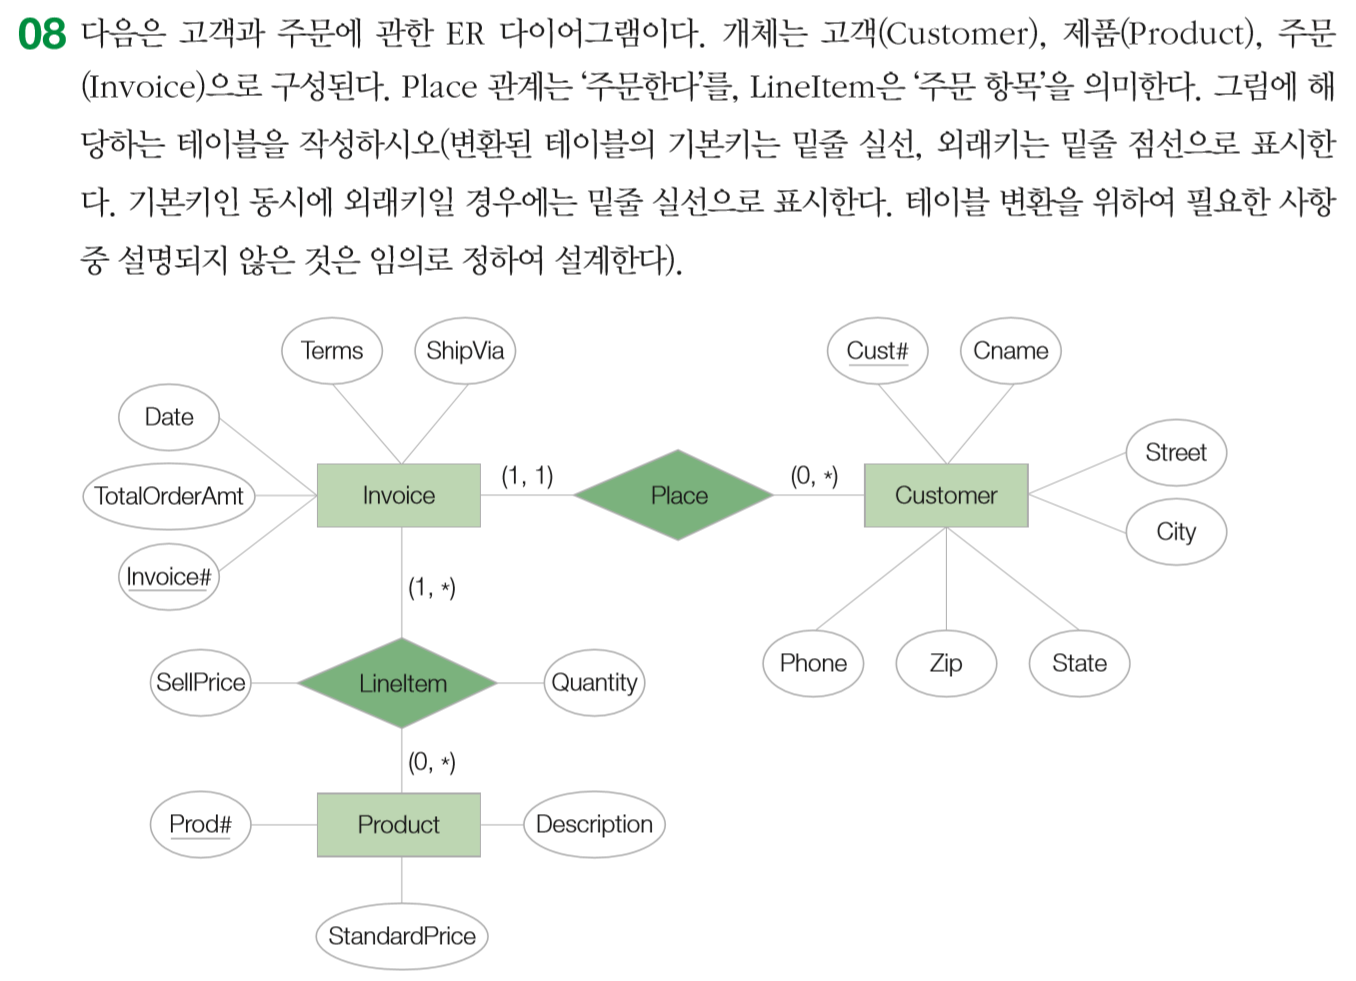 08 다음은 고객과 주문에 관한 ER 다이어그램이다. 개체는 고객(Customer), 제품(Product), 주문
(Invoice)으로 구성된다. Place 관계는 ‘주문한다’를, LineItem은 ‘주문 항목’을 의미한다. 그림에 해
당하는 테이블을 작성하시오(변환된 테이블의 기본키는 밑줄 실선, 외래키는 밑줄 점선으로 표시한
다. 기본키인 동시에 외래키일 경우에는 밑줄 실선으로 표시한다. 테이블 변환을 위하여 필요한 사항
중 설명되지 않은 것은 임의로 정하여 설계한다).
Terms
ShipVia
Cust#
Cname
Date
Street
TotalOrderAmt
Invoice
(1, 1)
Place
(0, *)
Customer
City
Invoice#
(1, *)
Phone
Zip
State
SellPrice
LineItem
Quantity
(0, *)
Prod#
Product
Description
StandardPrice